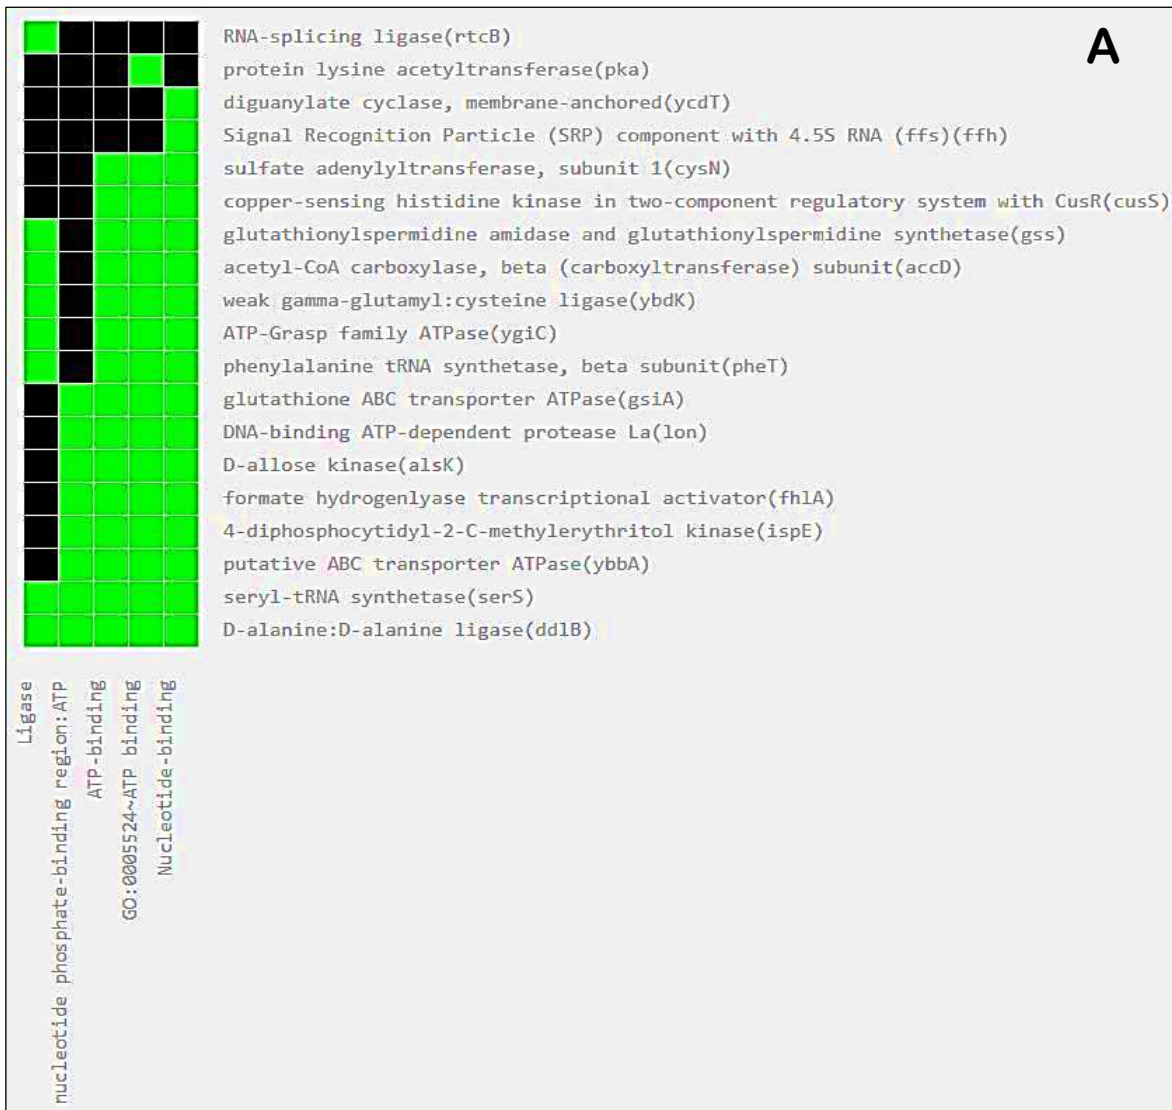 A
RNA-splicing ligase(rtcB)
protein lysine acetyltransferase(pka)
diguanylate cyclase, membrane-anchored(ycdT)
Signal Recognition Particle (SRP) component with 4.5S RNA (ffs)(ffh)
sulfate adenylyltransferase, subunit 1(cysN)
copper-sensing histidine kinase in two-component regulatory system with CusR(cusS)
glutathionylspermidine amidase and glutathionylspermidine synthetase(gss)
acetyl-CoA carboxylase, beta (carboxyltransferase) subunit(accD)
weak gamma-glutamyl:cysteine ligase(ybdK)
ATP-Grasp family ATPase(ygiC)
phenylalanine tRNA synthetase, beta subunit(pheT)
glutathione ABC transporter ATPase(gsiA)
DNA-binding ATP-dependent protease La(lon)
D-allose kinase(alsK)
formate hydrogenlyase transcriptional activator(fhlA)
4-diphosphocytidyl-2-C-methylerythritol kinase(ispE)
putative ABC transporter ATPase(ybbA)
seryl-tRNA synthetase(serS)
D-alanine:D-alanine ligase(ddlB)
Ligase
nucleotide phosphate-binding region:ATP
ATP-binding
GO:0005524~ATP binding
Nucleotide-binding